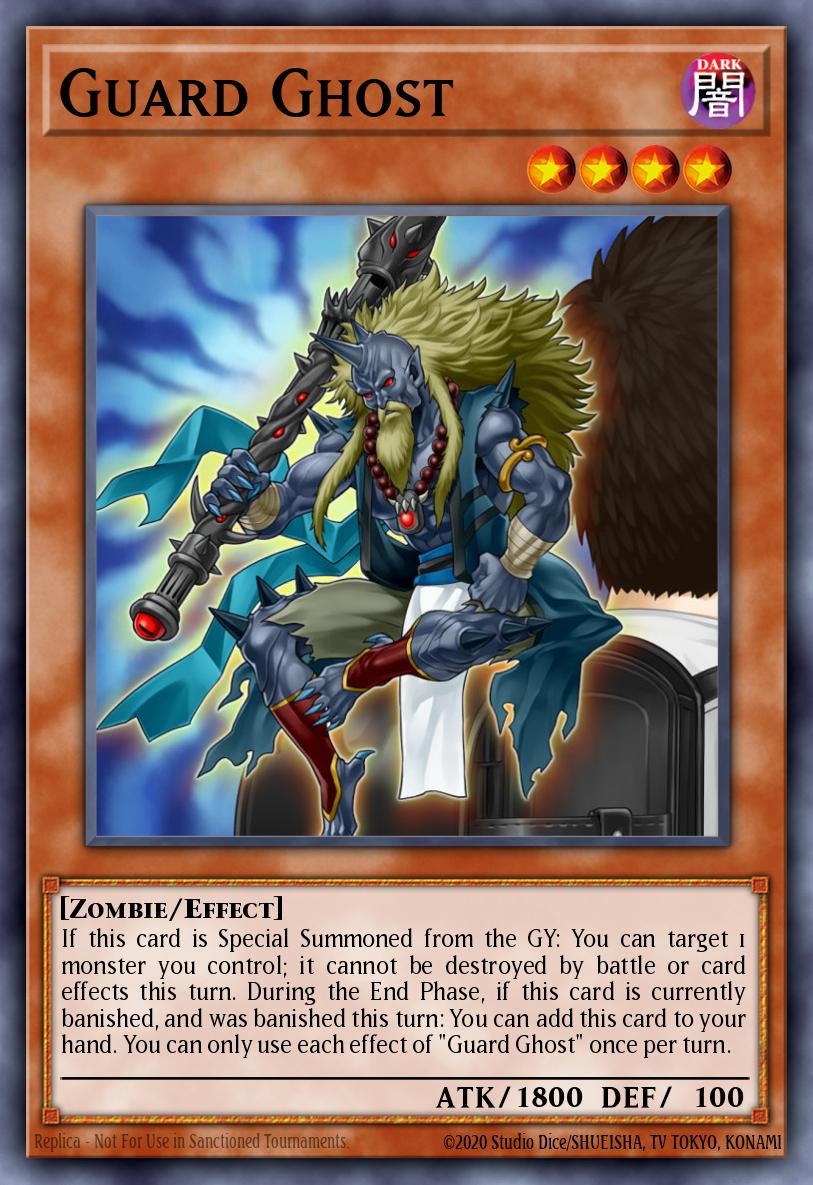 Guard Ghost
DARK
闇
[Zombie/Effect]
If this card is Special Summoned from the GY: You can target 1
monster you control; it cannot be destroyed by battle or card
effects this turn. During the End Phase, if this card is currently
banished, and was banished this turn: You can add this card to your
hand. You can only use each effect of "Guard Ghost" once per turn.
ATK/1800 DEF/ 100
Replica - Not For Use in Sanctioned Tournaments.
©2020 Studio Dice/SHUEISHA, TV TOKYO, KONAMI